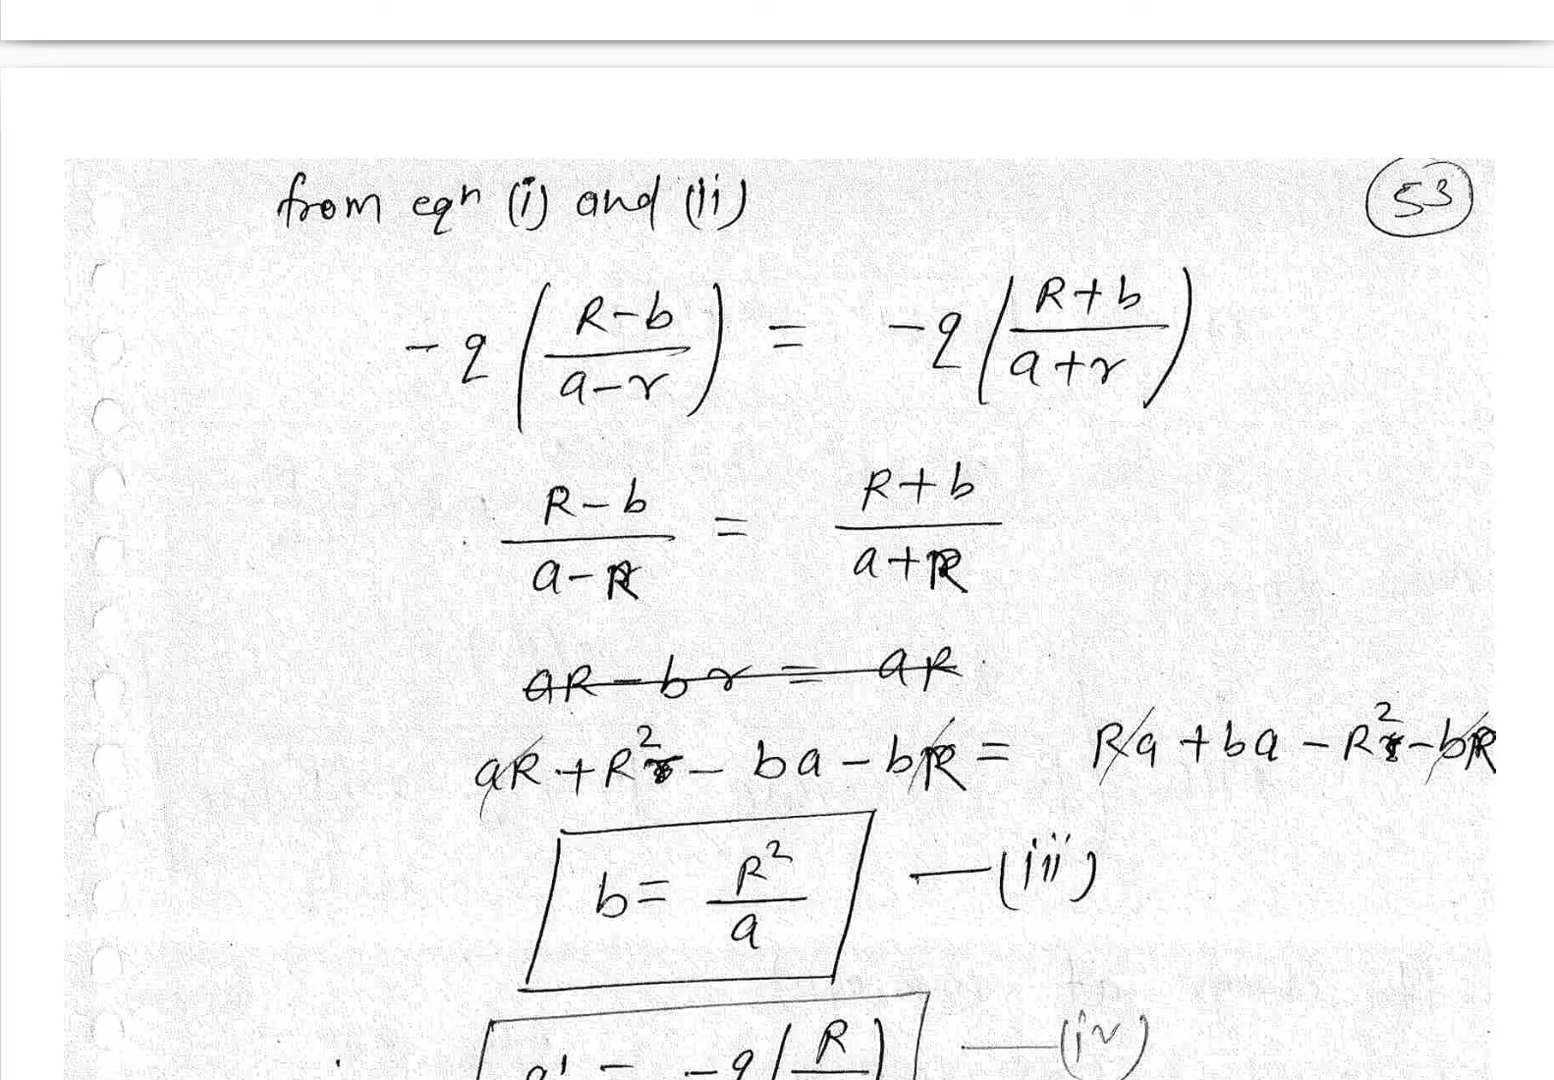 from eqn (i) and (ii)
53
-q ( (R-b)/(a-r) ) = -q ( (R+b)/(a+r) )
(R-b)/(a-R) = (R+b)/(a+R)
aR - br = aR
aR + R² - ba - bR = Ra + ba - R² - bR
b = R²/a — (iii)
q' = -q ( R — (iv)